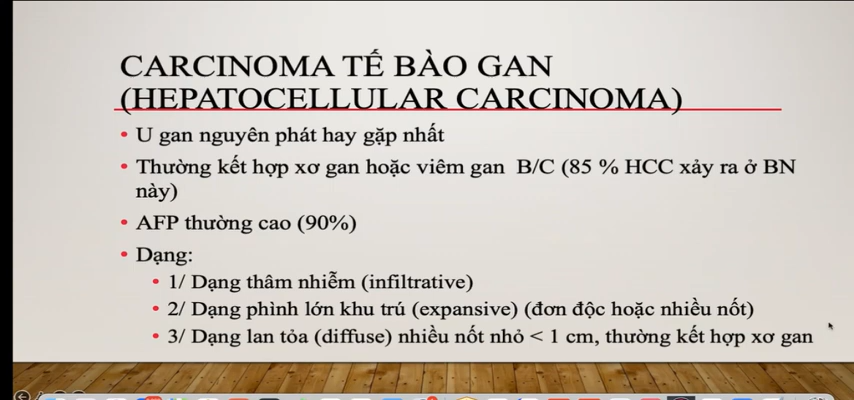 CARCINOMA TẾ BÀO GAN
(HEPATOCELLULAR CARCINOMA)
• U gan nguyên phát hay gặp nhất
• Thường kết hợp xơ gan hoặc viêm gan B/C (85 % HCC xảy ra ở BN
này)
• AFP thường cao (90%)
• Dạng:
• 1/ Dạng thâm nhiễm (infiltrative)
• 2/ Dạng phình lớn khu trú (expansive) (đơn độc hoặc nhiều nốt)
• 3/ Dạng lan tỏa (diffuse) nhiều nốt nhỏ < 1 cm, thường kết hợp xơ gan